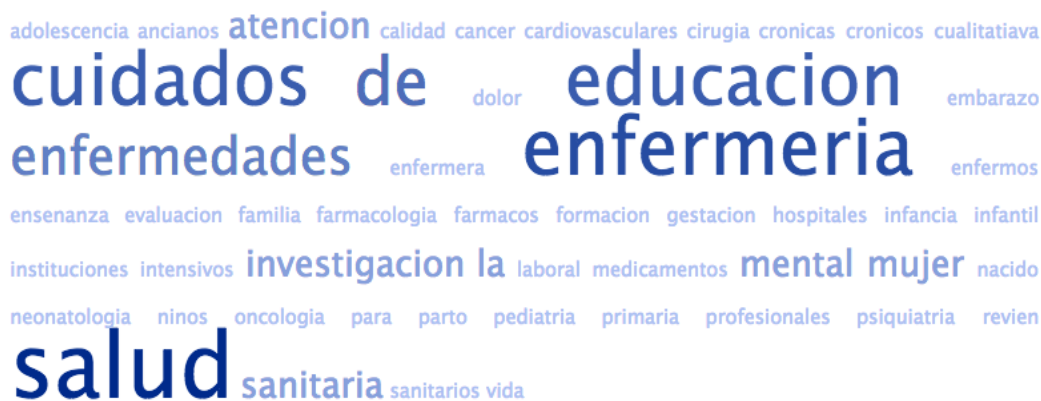 adolescencia ancianos atencion calidad cancer cardiovasculares cirugia cronicas cronicos cualitatiava
cuidados de dolor educacion embarazo
enfermedades enfermera enfermeria enfermos
ensenanza evaluacion familia farmacologia farmacos formacion gestacion hospitales infancia infantil
instituciones intensivos investigacion la laboral medicamentos mental mujer nacido
neonatologia ninos oncologia para parto pediatria primaria profesionales psiquiatria revien
salud sanitaria sanitarios vida